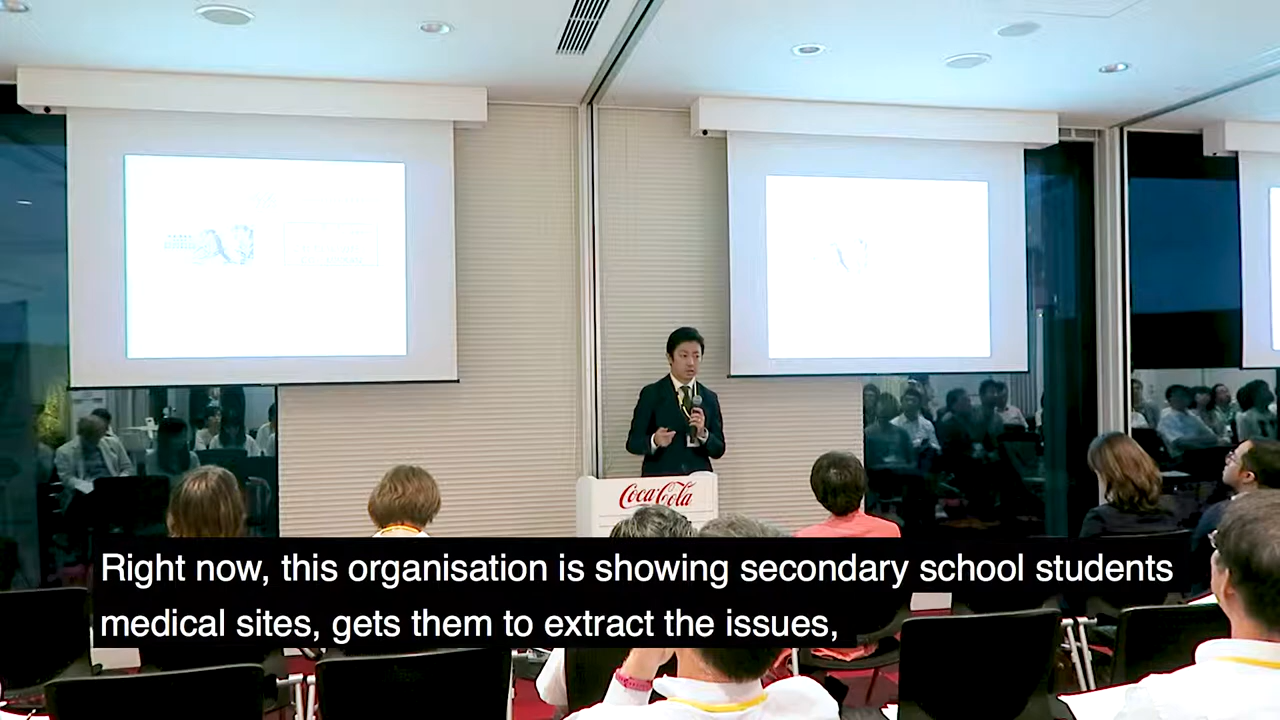 Coca-Cola
Right now, this organisation is showing secondary school students
medical sites, gets them to extract the issues,